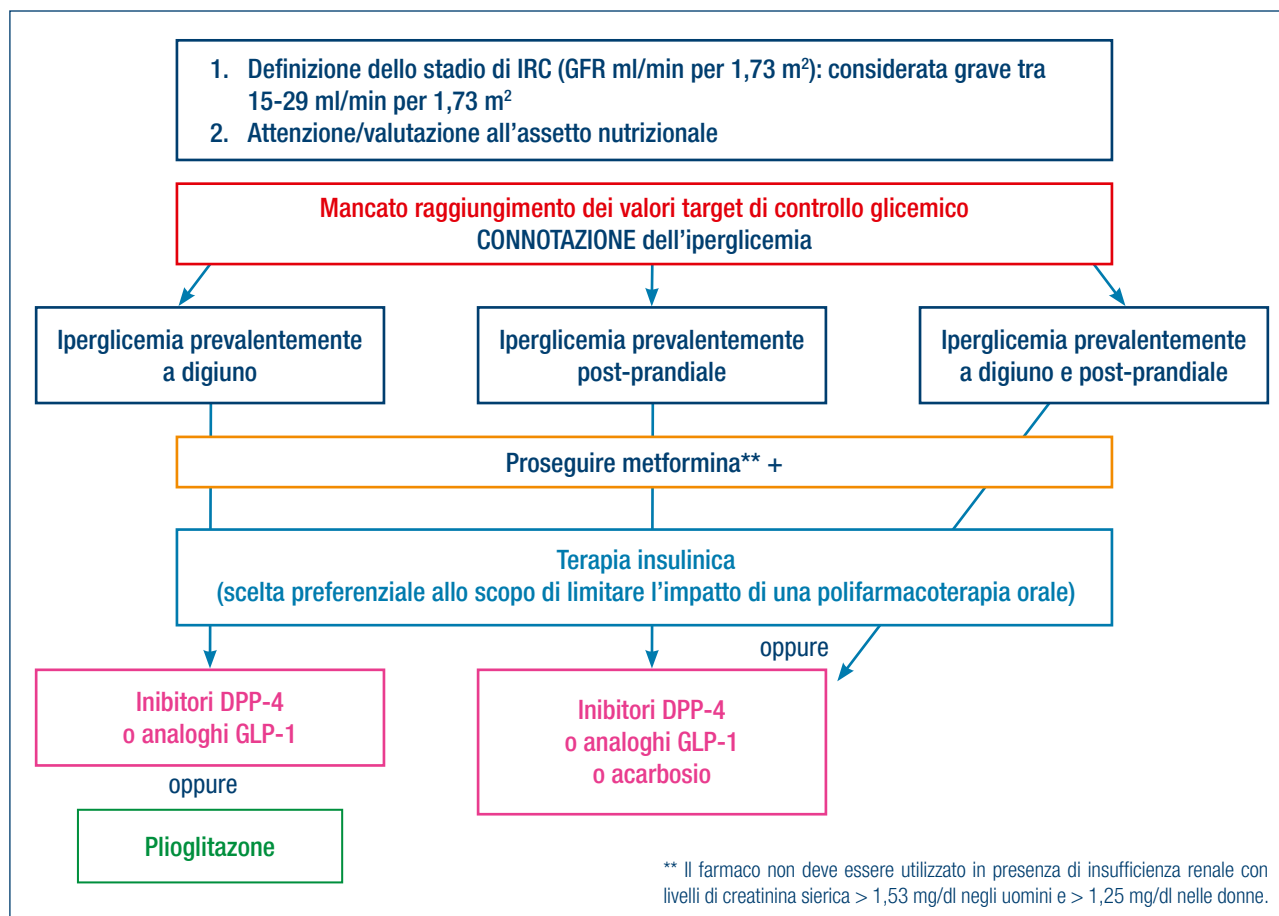 1. Definizione dello stadio di IRC (GFR ml/min per 1,73 m²): considerata grave tra
15-29 ml/min per 1,73 m²
2. Attenzione/valutazione all'assetto nutrizionale
Mancato raggiungimento dei valori target di controllo glicemico
CONNOTAZIONE dell'iperglicemia
Iperglicemia prevalentemente
a digiuno
Iperglicemia prevalentemente
post-prandiale
Iperglicemia prevalentemente
a digiuno e post-prandiale
Proseguire metformina** +
Terapia insulinica
(scelta preferenziale allo scopo di limitare l'impatto di una polifarmacoterapia orale)
oppure
Inibitori DPP-4
o analoghi GLP-1
oppure
Plioglitazone
Inibitori DPP-4
o analoghi GLP-1
o acarbosio
** Il farmaco non deve essere utilizzato in presenza di insufficienza renale con
livelli di creatinina sierica > 1,53 mg/dl negli uomini e > 1,25 mg/dl nelle donne.